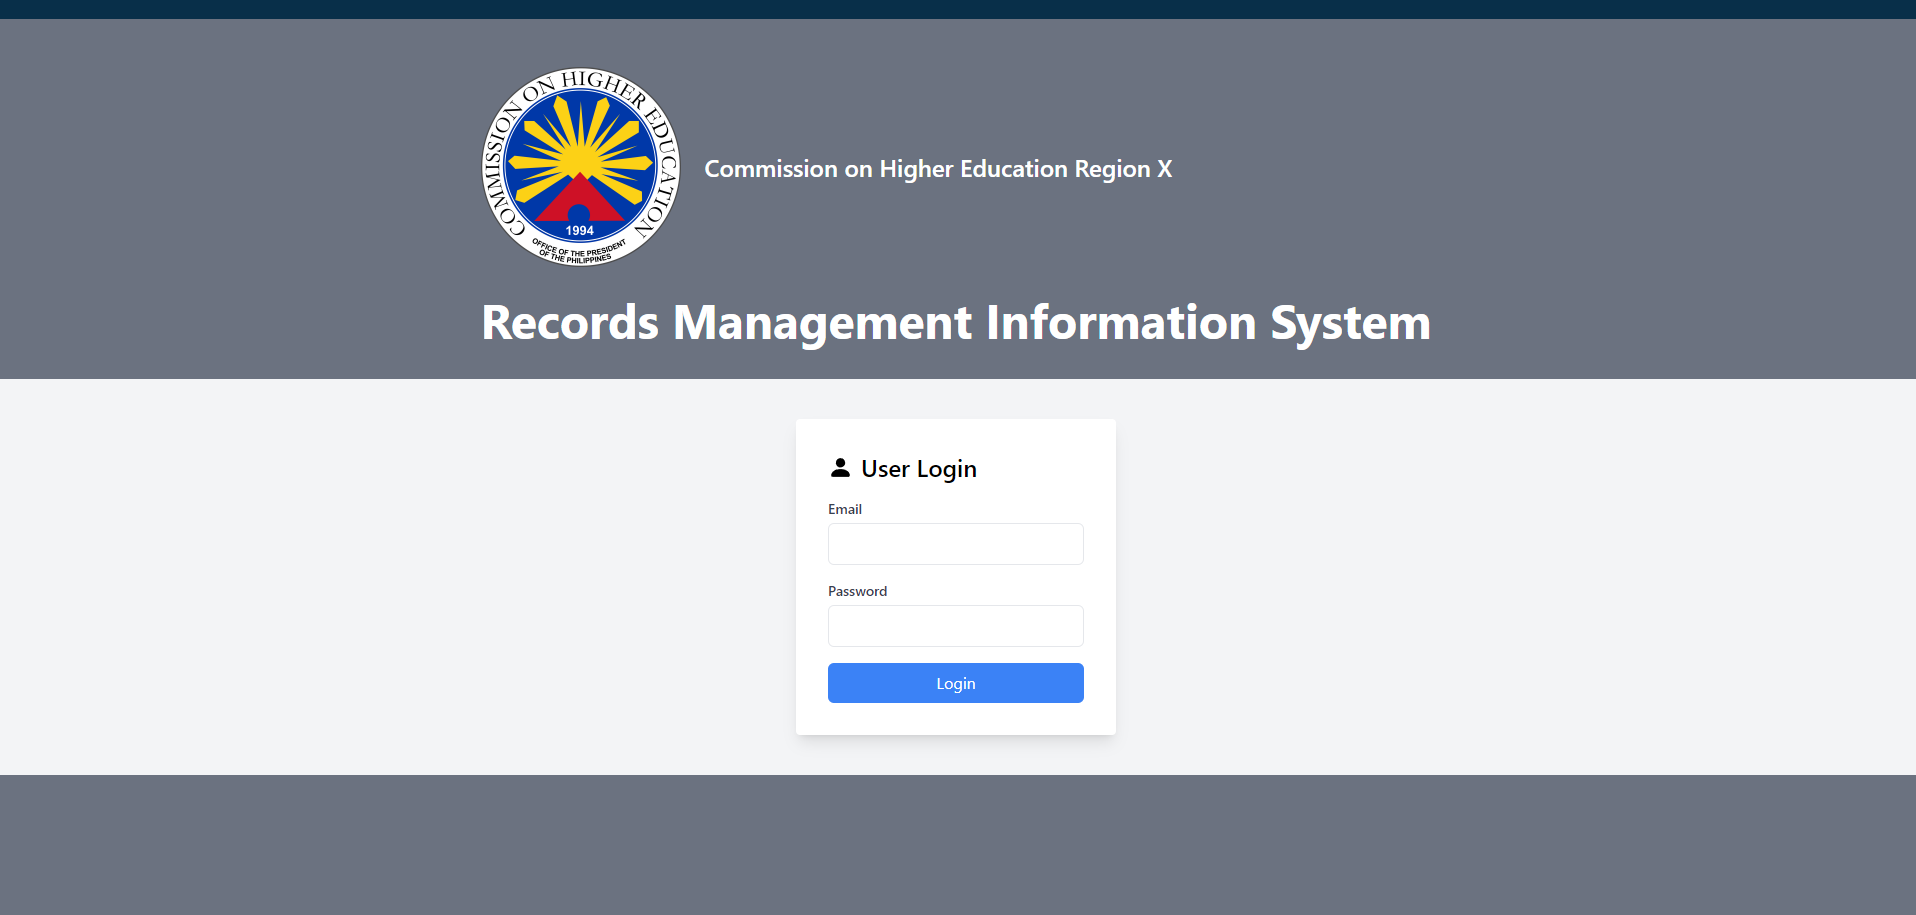 COMMISSION ON HIGHER EDUCATION
1994
OFFICE OF THE PRESIDENT
OF THE PHILIPPINES
Commission on Higher Education Region X
Records Management Information System
User Login
Email
Password
Login